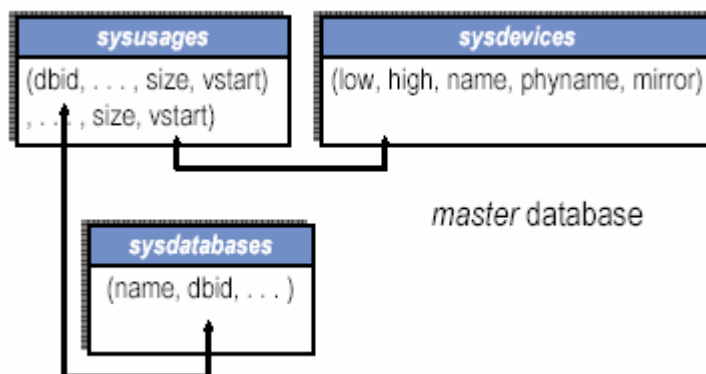 sysusages
(dbid, . . . , size, vstart)
, . . . , size, vstart)
sysdevices
(low, high, name, phyname, mirror)
master database
sysdatabases
(name, dbid, . . . )